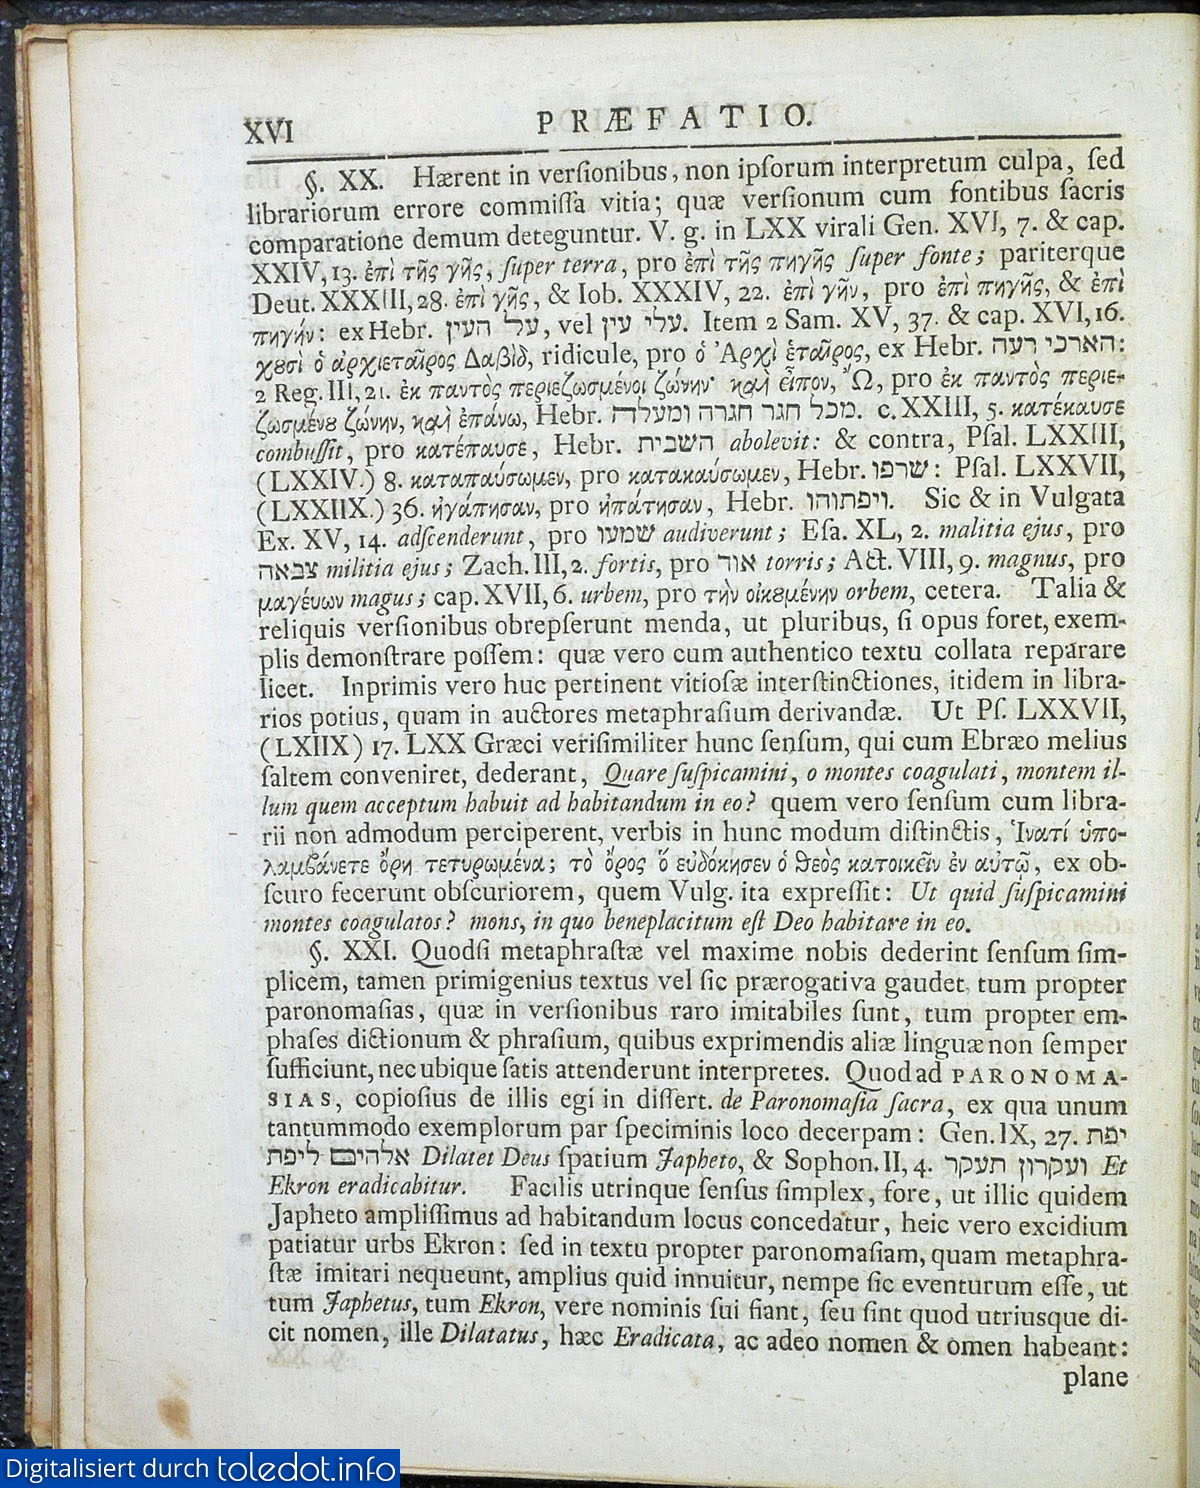 XVI PRÆFATIO.
§. XX. Hærent in verſionibus, non ipſorum interpretum culpa, ſed
librariorum errore commiſſa vitia; quæ verſionum cum fontibus ſacris
comparatione demum deteguntur. V. g. in LXX virali Gen. XVI, 7. & cap.
XXIV, 13. ἐπὶ τῆς γῆς, ſuper terra, pro ἐπὶ τῆς πηγῆς ſuper fonte; pariterque
Deut. XXXIII, 28. ἐπὶ γῆς, & Iob. XXXIV, 22. ἐπὶ γῆν, pro ἐπὶ πηγῆς, & ἐπὶ
πηγήν: ex Hebr. על העין, vel עלי עין. Item 2 Sam. XV, 37. & cap. XVI, 16.
χȣσὶ ὁ ἀρχιεταῖρος Δαβὶδ, ridicule, pro ὁ Ἀρχὶ ἑταῖρος, ex Hebr. הארכי רעה:
2 Reg. III, 21. ἐκ παντὸς περιεζωσμένοι ζώνην· καὶ εἶπον, Ὦ, pro ἐκ παντὸς περιε-
ζωσμένȣ ζώνην, καὶ ἐπάνω, Hebr. מכל חגר חגרה ומעלה. c. XXIII, 5. κατέκαυσε
combuſſit, pro κατέπαυσε, Hebr. השבית abolevit: & contra, Pſal. LXXIII,
(LXXIV.) 8. καταπαύσωμεν, pro κατακαύσωμεν, Hebr. שרפו: Pſal. LXXVII,
(LXXIIX.) 36. ἠγάπησαν, pro ἠπάτησαν, Hebr. ויפתוהו. Sic & in Vulgata
Ex. XV, 14. adſcenderunt, pro שמעו audiverunt; Eſa. XL, 2. malitia ejus, pro
צבאה militia ejus; Zach. III, 2. fortis, pro אור torris; Act. VIII, 9. magnus, pro
μαγέυων magus; cap. XVII, 6. urbem, pro τὴν οἰκȣμένην orbem, cetera. Talia &
reliquis verſionibus obrepſerunt menda, ut pluribus, ſi opus foret, exem-
plis demonſtrare poſſem: quæ vero cum authentico textu collata reparare
licet. Inprimis vero huc pertinent vitioſæ interſtinctiones, itidem in libra-
rios potius, quam in auctores metaphraſium derivandæ. Ut Pſ. LXXVII,
(LXIIX) 17. LXX Græci veriſimiliter hunc ſenſum, qui cum Ebræo melius
ſaltem conveniret, dederant, Quare ſuſpicamini, o montes coagulati, montem il-
lum quem acceptum habuit ad habitandum in eo? quem vero ſenſum cum libra-
rii non admodum perciperent, verbis in hunc modum diſtinctis, Ἱνατί ὑπο-
λαμβάνετε ὄρη τετυρωμένα; τὸ ὄρος ὃ εὐδόκησεν ὁ Θεὸς κατοικεῖν ἐν αὐτῷ, ex ob-
ſcuro fecerunt obſcuriorem, quem Vulg. ita expreſſit: Ut quid ſuſpicamini
montes coagulatos? mons, in quo beneplacitum eſt Deo habitare in eo.
§. XXI. Quodſi metaphraſtæ vel maxime nobis dederint ſenſum ſim-
plicem, tamen primigenius textus vel ſic prærogativa gaudet, tum propter
paronomaſias, quæ in verſionibus raro imitabiles ſunt, tum propter em-
phaſes dictionum & phraſium, quibus exprimendis aliæ linguæ non ſemper
ſufficiunt, nec ubique ſatis attenderunt interpretes. Quod ad PARONOMA-
SIAS, copioſius de illis egi in diſſert. de Paronomaſia ſacra, ex qua unum
tantummodo exemplorum par ſpeciminis loco decerpam: Gen. IX, 27. יפת
אלהים ליפת Dilatet Deus ſpatium Japheto, & Sophon. II, 4. ועקרון תעקר Et
Ekron eradicabitur. Facilis utrinque ſenſus ſimplex, fore, ut illic quidem
Japheto ampliſſimus ad habitandum locus concedatur, heic vero excidium
patiatur urbs Ekron: ſed in textu propter paronomaſiam, quam metaphra-
ſtæ imitari nequeunt, amplius quid innuitur, nempe ſic eventurum eſſe, ut
tum Japhetus, tum Ekron, vere nominis ſui fiant, ſeu ſint quod utriusque di-
cit nomen, ille Dilatatus, hæc Eradicata, ac adeo nomen & omen habeant:
plane
Digitalisiert durch toledot.info